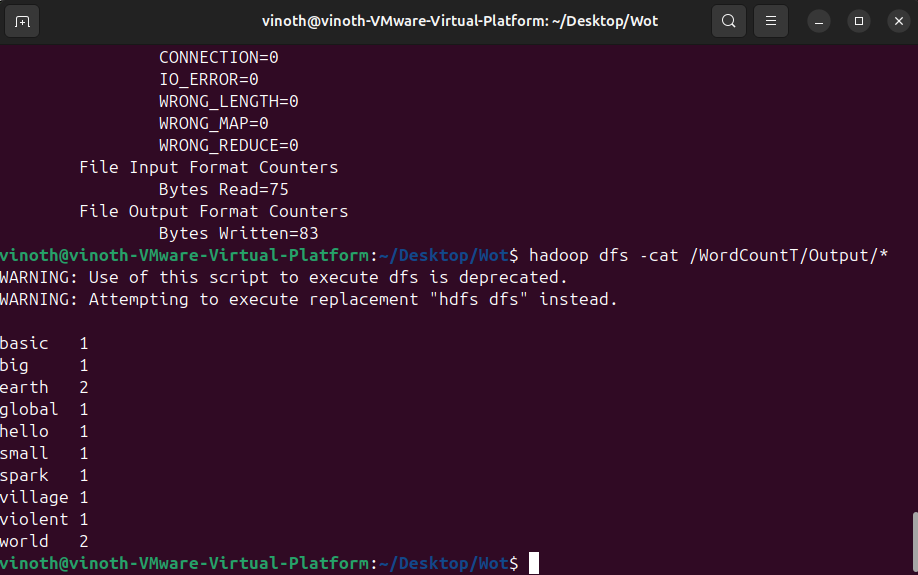 vinoth@vinoth-VMware-Virtual-Platform: ~/Desktop/Wot
CONNECTION=0
IO_ERROR=0
WRONG_LENGTH=0
WRONG_MAP=0
WRONG_REDUCE=0
File Input Format Counters
Bytes Read=75
File Output Format Counters
Bytes Written=83
vinoth@vinoth-VMware-Virtual-Platform:~/Desktop/Wot$ hadoop dfs -cat /WordCountT/Output/*
WARNING: Use of this script to execute dfs is deprecated.
WARNING: Attempting to execute replacement "hdfs dfs" instead.
basic 1
big 1
earth 2
global 1
hello 1
small 1
spark 1
village 1
violent 1
world 2
vinoth@vinoth-VMware-Virtual-Platform:~/Desktop/Wot$